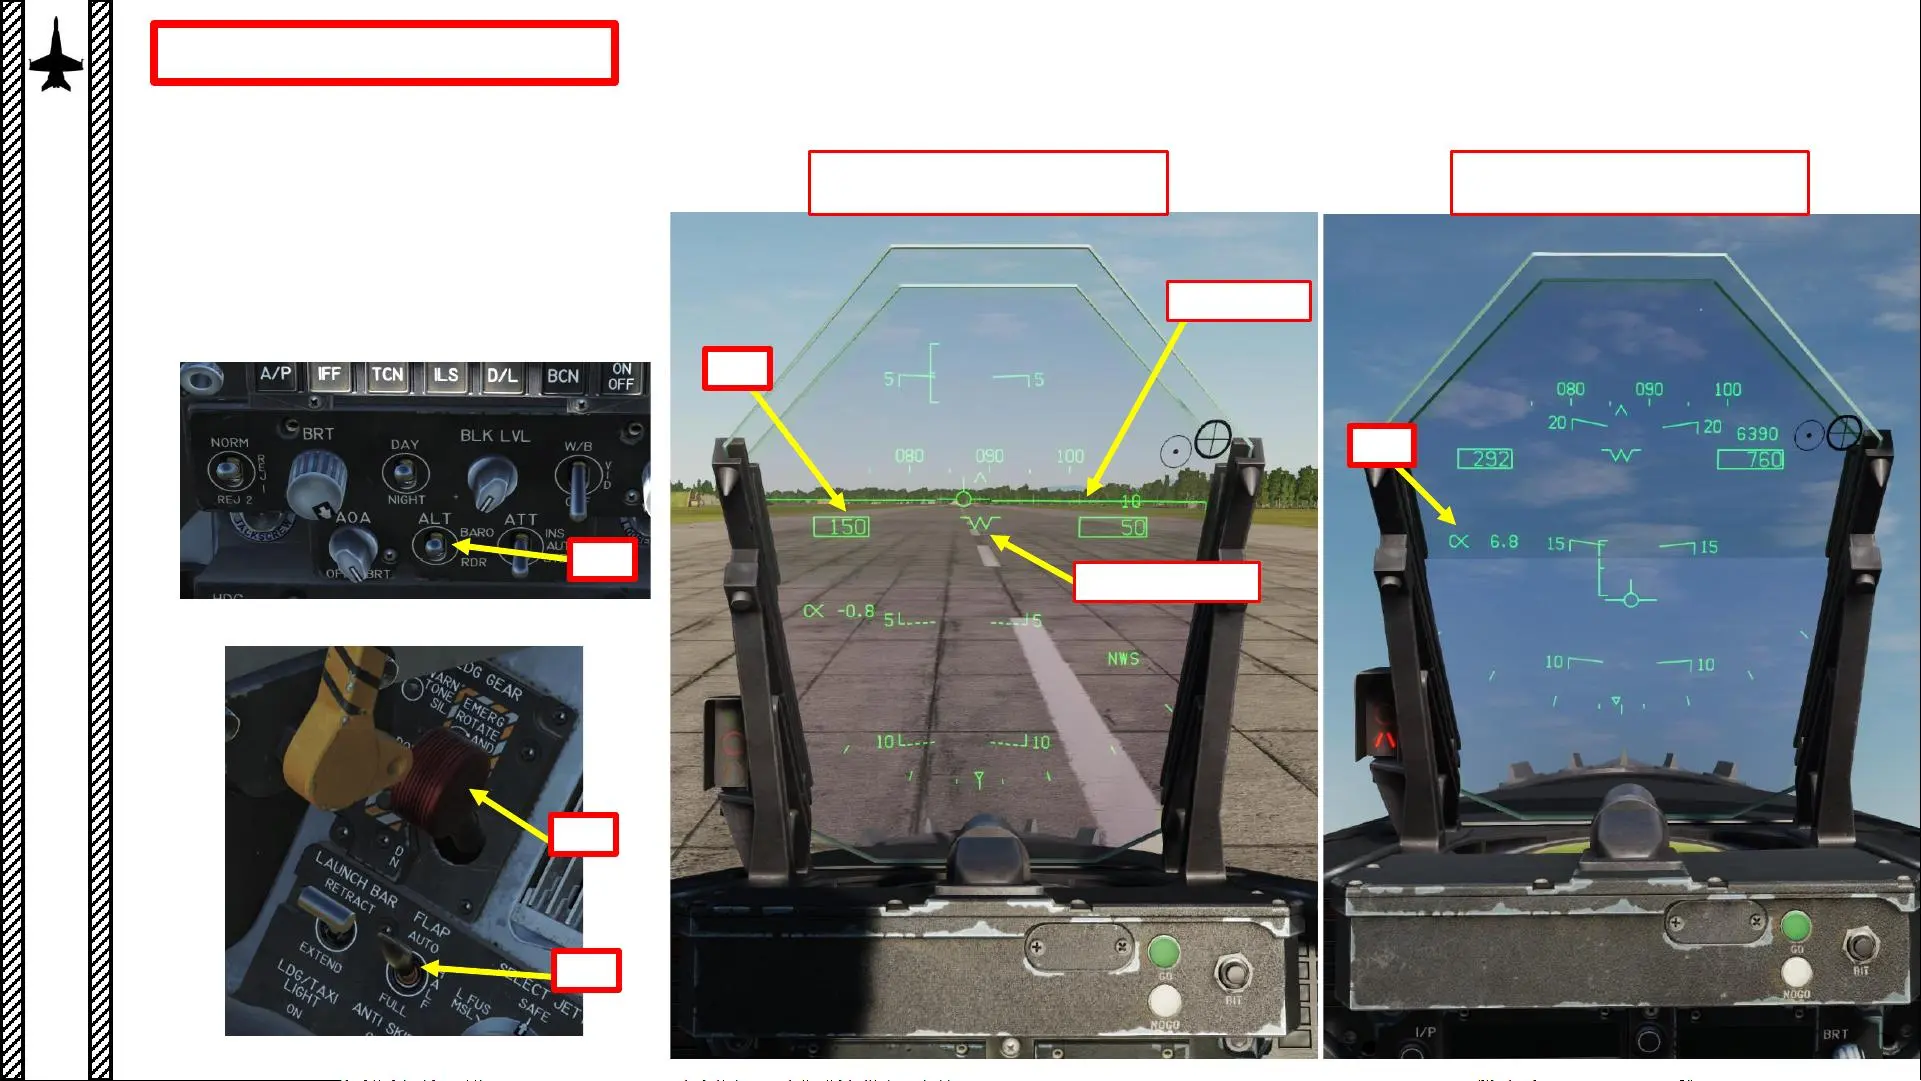 A/P IFF TCN ILS D/L BCN ON OFF
NORM
BRT
DAY
BLK LVL
W/B
REJ 1
VID
REJ 2
NIGHT
AOA
ALT
BARO
ATT
INS
RDR
BRT
LDG GEAR
WARN
TONE
SIL
EMERG
ROTATE
AND
DN
LAUNCH BAR
RETRACT
EXTEND
FLAP
AUTO
HALF
FULL
LDG/TAXI
LIGHT
ON
ANTI SKID
SELECT JETT
L FUS
MSL
SAFE
5 5
080 090 100
10
150 50
α -0.8 5 5
NWS
10 10
GO
NOGO
BIT
080 090 100
20 20 6390
292 760
α 6.8 15 15
10 10
GO
NOGO
BIT
I/P
BRT